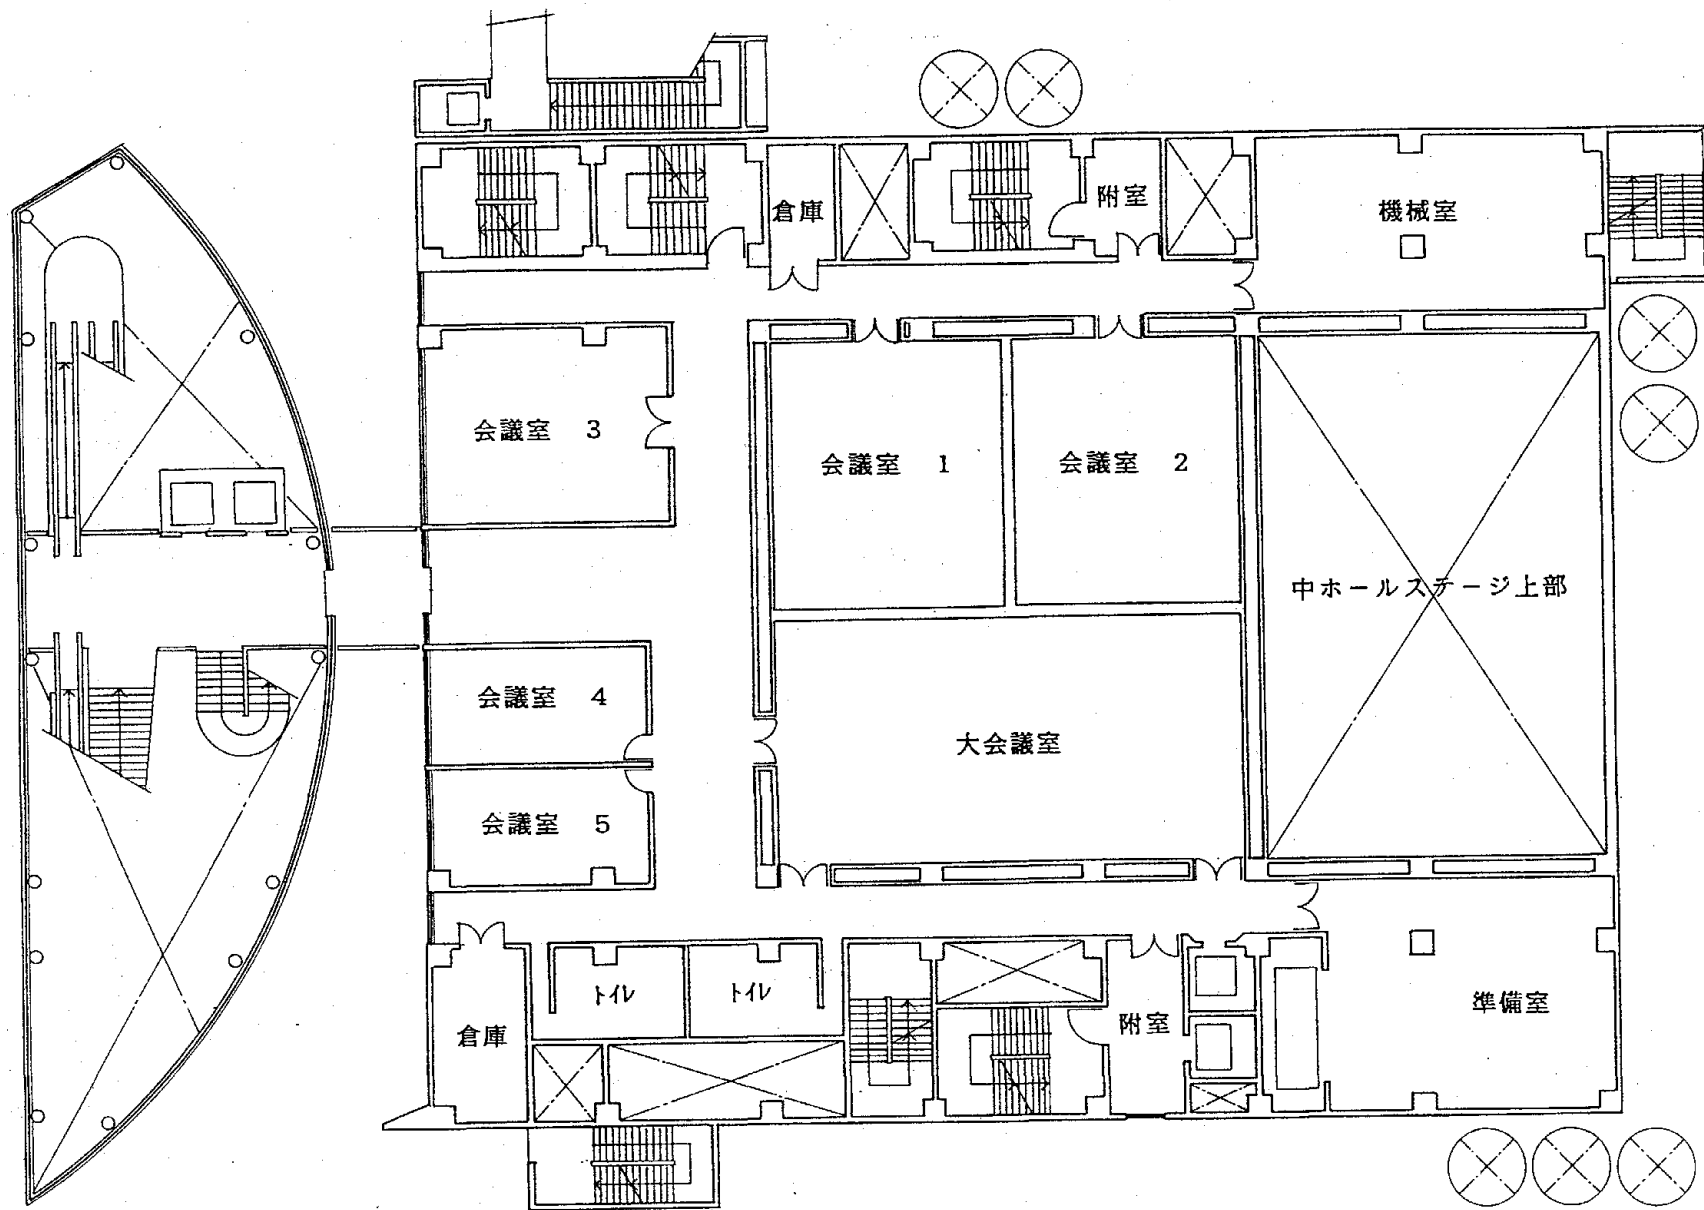 倉庫
附室
機械室
会議室 3
会議室 1
会議室 2
中ホールステージ上部
会議室 4
大会議室
会議室 5
トイレ
トイレ
倉庫
附室
準備室